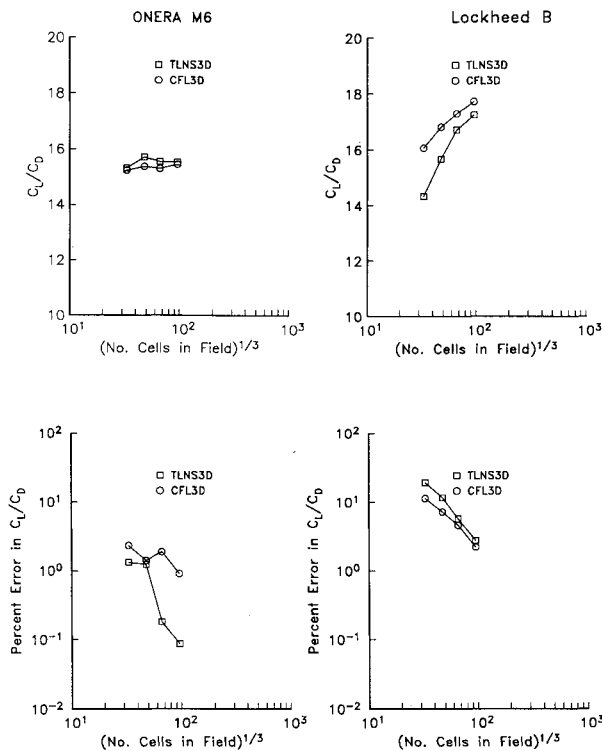 ONERA M6
Lockheed B
20
18
16
14
12
10
C_L/C_D
TLNS3D
CFL3D
10^1
10^2
10^3
(No. Cells in Field)^1/3
20
18
16
14
12
10
C_L/C_D
TLNS3D
CFL3D
10^1
10^2
10^3
(No. Cells in Field)^1/3
10^2
10^1
10^0
10^-1
10^-2
Percent Error in C_L/C_D
TLNS3D
CFL3D
10^1
10^2
10^3
(No. Cells in Field)^1/3
10^2
10^1
10^0
10^-1
10^-2
Percent Error in C_L/C_D
TLNS3D
CFL3D
10^1
10^2
10^3
(No. Cells in Field)^1/3